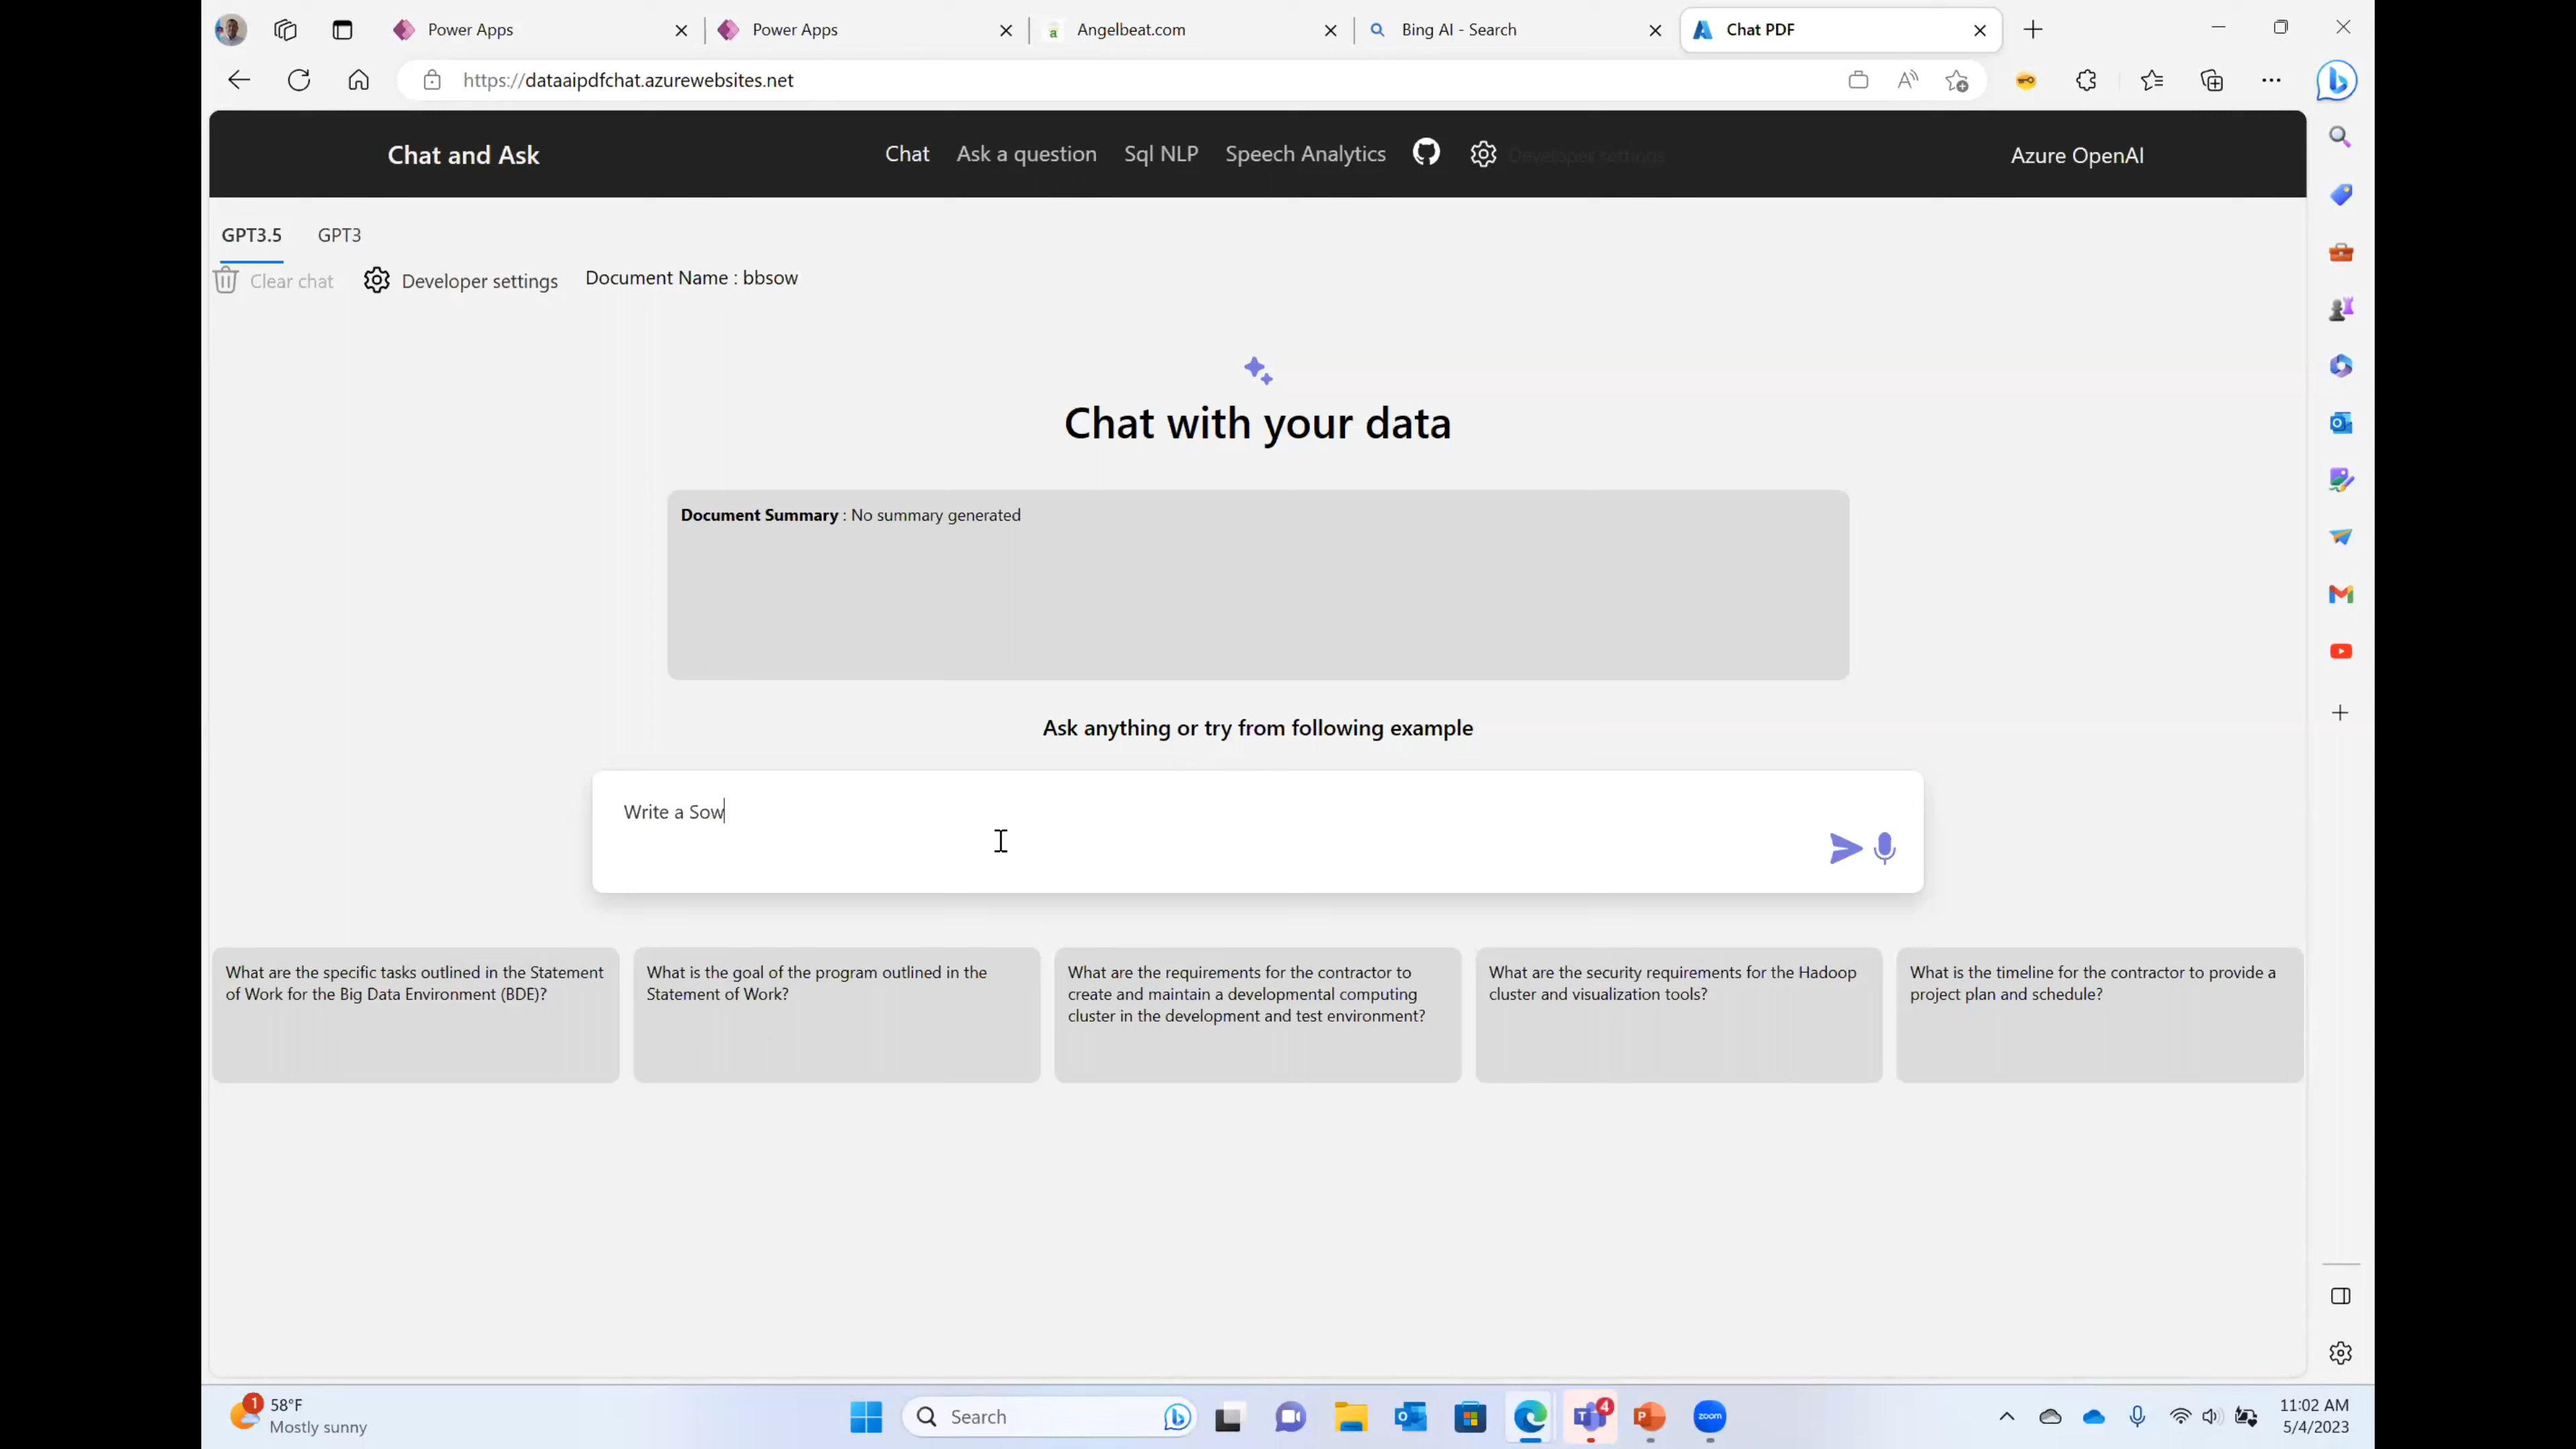 Power Apps
Power Apps
Angelbeat.com
Bing AI - Search
Chat PDF
https://dataaipdfchat.azurewebsites.net
Chat and Ask
Chat
Ask a question
Sql NLP
Speech Analytics
Developer settings
Azure OpenAI
GPT3.5
GPT3
Clear chat
Developer settings
Document Name : bbsow
Chat with your data
Document Summary : No summary generated
Ask anything or try from following example
Write a Sow
What are the specific tasks outlined in the Statement
of Work for the Big Data Environment (BDE)?
What is the goal of the program outlined in the
Statement of Work?
What are the requirements for the contractor to
create and maintain a developmental computing
cluster in the development and test environment?
What are the security requirements for the Hadoop
cluster and visualization tools?
What is the timeline for the contractor to provide a
project plan and schedule?
1
58°F
Mostly sunny
Search
4
zoom
11:02 AM
5/4/2023